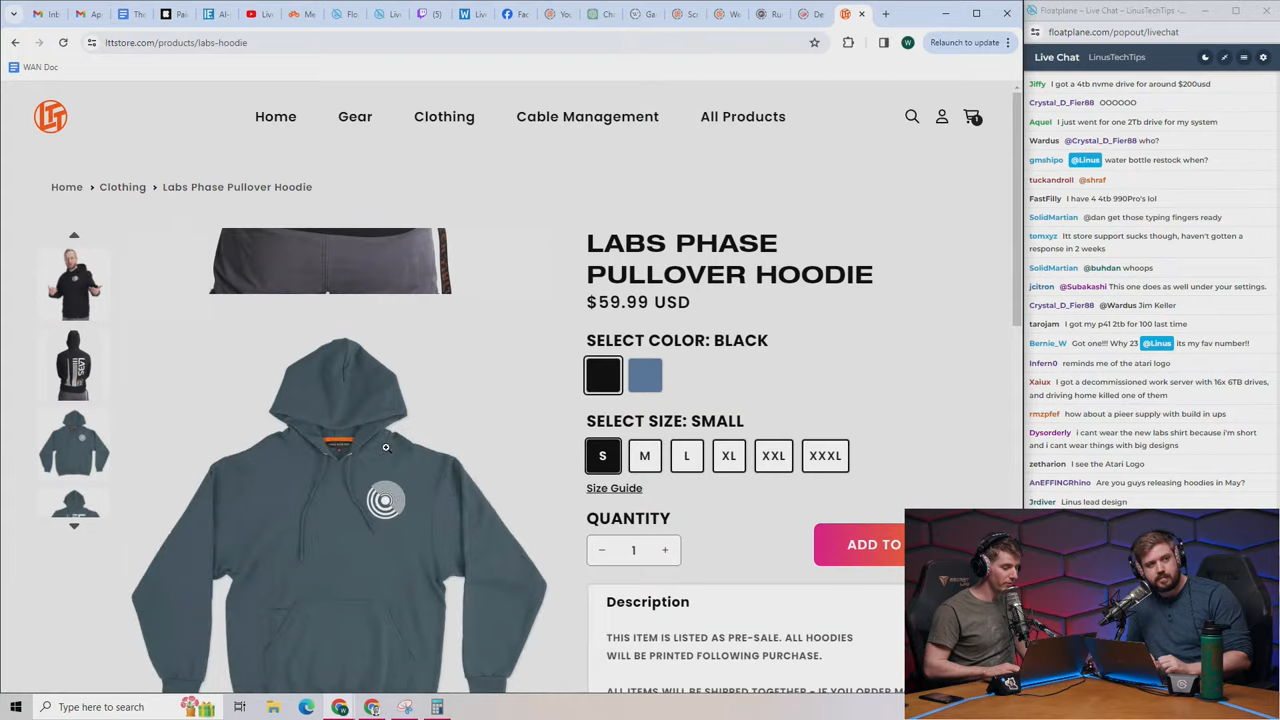 lttstore.com/products/labs-hoodie
Relaunch to update
WAN Doc
LTT
Home
Gear
Clothing
Cable Management
All Products
1
Home > Clothing > Labs Phase Pullover Hoodie
LABS PHASE
PULLOVER HOODIE
$59.99 USD
SELECT COLOR: BLACK
SELECT SIZE: SMALL
S
M
L
XL
XXL
XXXL
Size Guide
QUANTITY
− 1 +
ADD TO
Description
THIS ITEM IS LISTED AS PRE-SALE. ALL HOODIES
WILL BE PRINTED FOLLOWING PURCHASE.
ALL ITEMS WILL BE SHIPPED TOGETHER - IF YOU ORDER M
Type here to search
Floatplane – Live Chat – LinusTechTips -...
floatplane.com/popout/livechat
Live Chat LinusTechTips
Jiffy I got a 4tb nvme drive for around $200usd
Crystal_D_Fier88 OOOOOO
Aquel I just went for one 2Tb drive for my system
Wardus @Crystal_D_Fier88 who?
gmshipo @Linus water bottle restock when?
tuckandroll @shraf
FastFilly I have 4 4tb 990Pro's lol
SolidMartian @dan get those typing fingers ready
tomxyz ltt store support sucks though, haven't gotten a
response in 2 weeks
SolidMartian @buhdan whoops
jcitron @Subakashi This one does as well under your settings.
Crystal_D_Fier88 @Wardus Jim Keller
tarojam I got my p41 2tb for 100 last time
Bernie_W Got one!!! Why 23 @Linus its my fav number!!
Infern0 reminds me of the atari logo
Xaiux I got a decommissioned work server with 16x 6TB drives,
and driving home killed one of them
rmzpfef how about a pieer supply with build in ups
Dysorderly i cant wear the new labs shirt because i'm short
and i cant wear things with big designs
zetharion I see the Atari Logo
AnEFFINGRhino Are you guys releasing hoodies in May?
Jrdiver Linus lead design